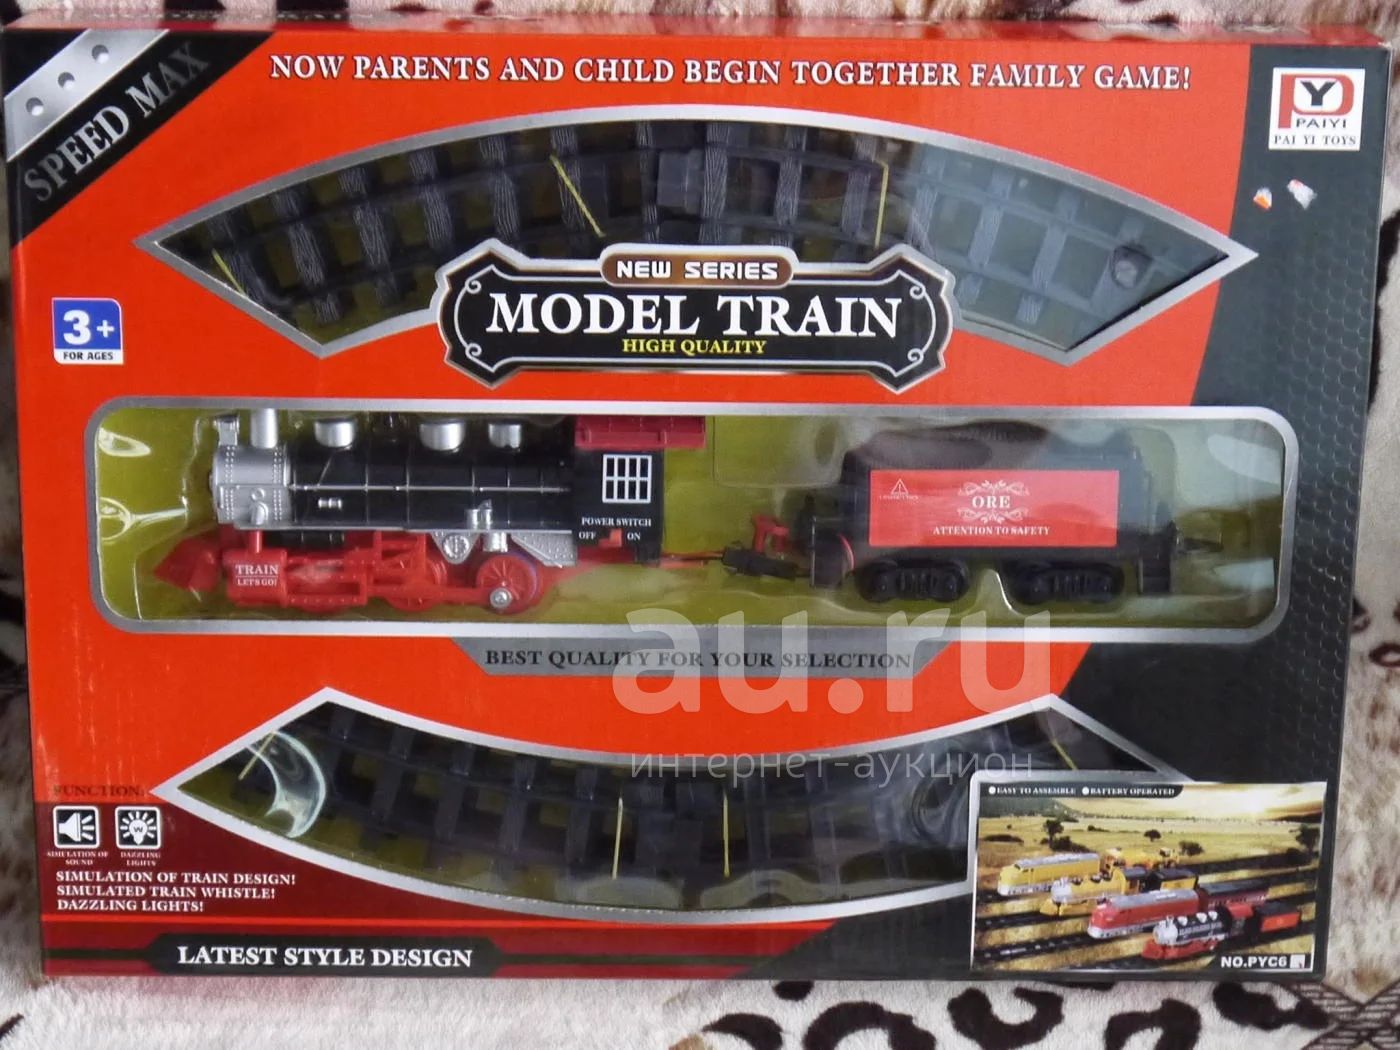 SPEED MAX
NOW PARENTS AND CHILD BEGIN TOGETHER FAMILY GAME!
PY
PAIYI
PAI YI TOYS
NEW SERIES
MODEL TRAIN
HIGH QUALITY
3+
FOR AGES
POWER SWITCH
OFF ON
TRAIN
LET'S GO!
ORE
ATTENTION TO SAFETY
BEST QUALITY FOR YOUR SELECTION
au.ru
интернет-аукцион
FUNCTION:
SIMULATION OF
SOUND
DAZZLING
LIGHTS
SIMULATION OF TRAIN DESIGN!
SIMULATED TRAIN WHISTLE!
DAZZLING LIGHTS!
LATEST STYLE DESIGN
EASY TO ASSEMBLE BATTERY OPERATED
NO.PYC6